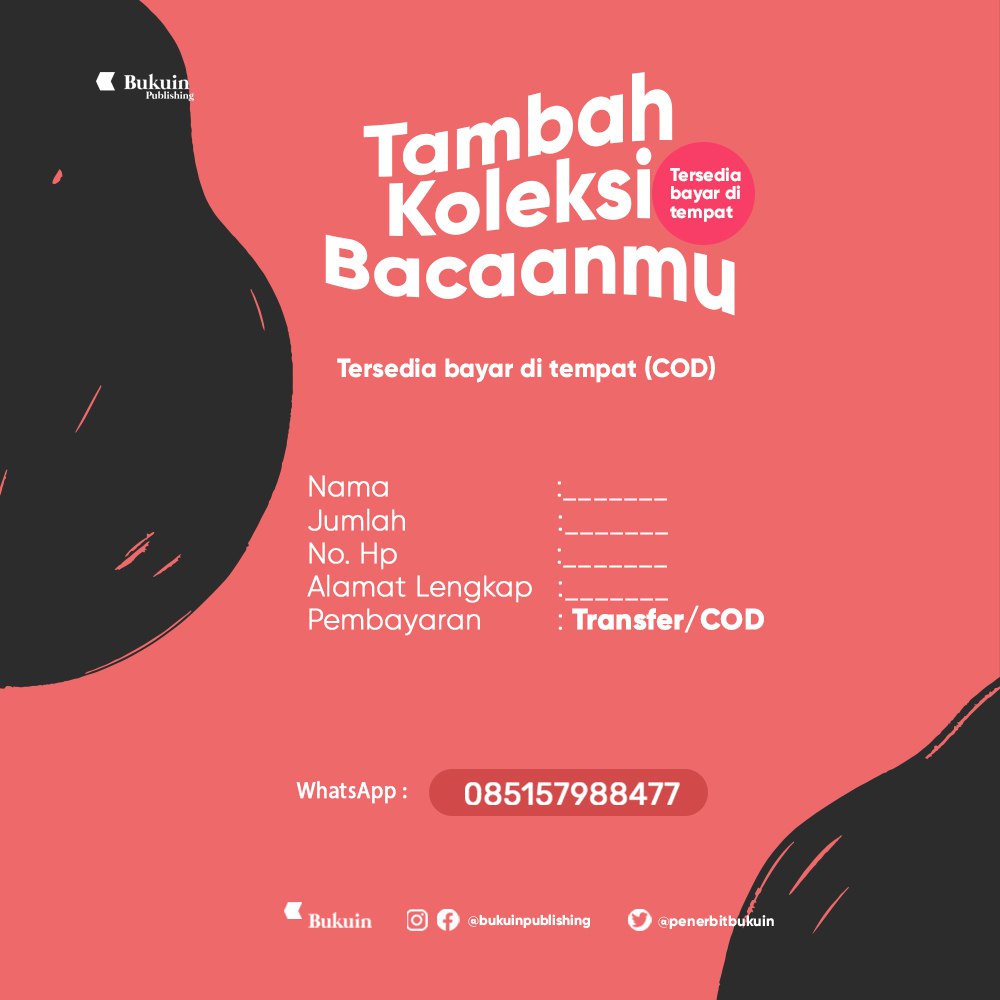 Bukuin
Publishing
Tambah
Koleksi
Bacaanmu
Tersedia
bayar di
tempat
Tersedia bayar di tempat (COD)
Nama :_______
Jumlah :_______
No. Hp :_______
Alamat Lengkap :_______
Pembayaran : Transfer/COD
WhatsApp : 085157988477
Bukuin @bukuinpublishing @penerbitbukuin